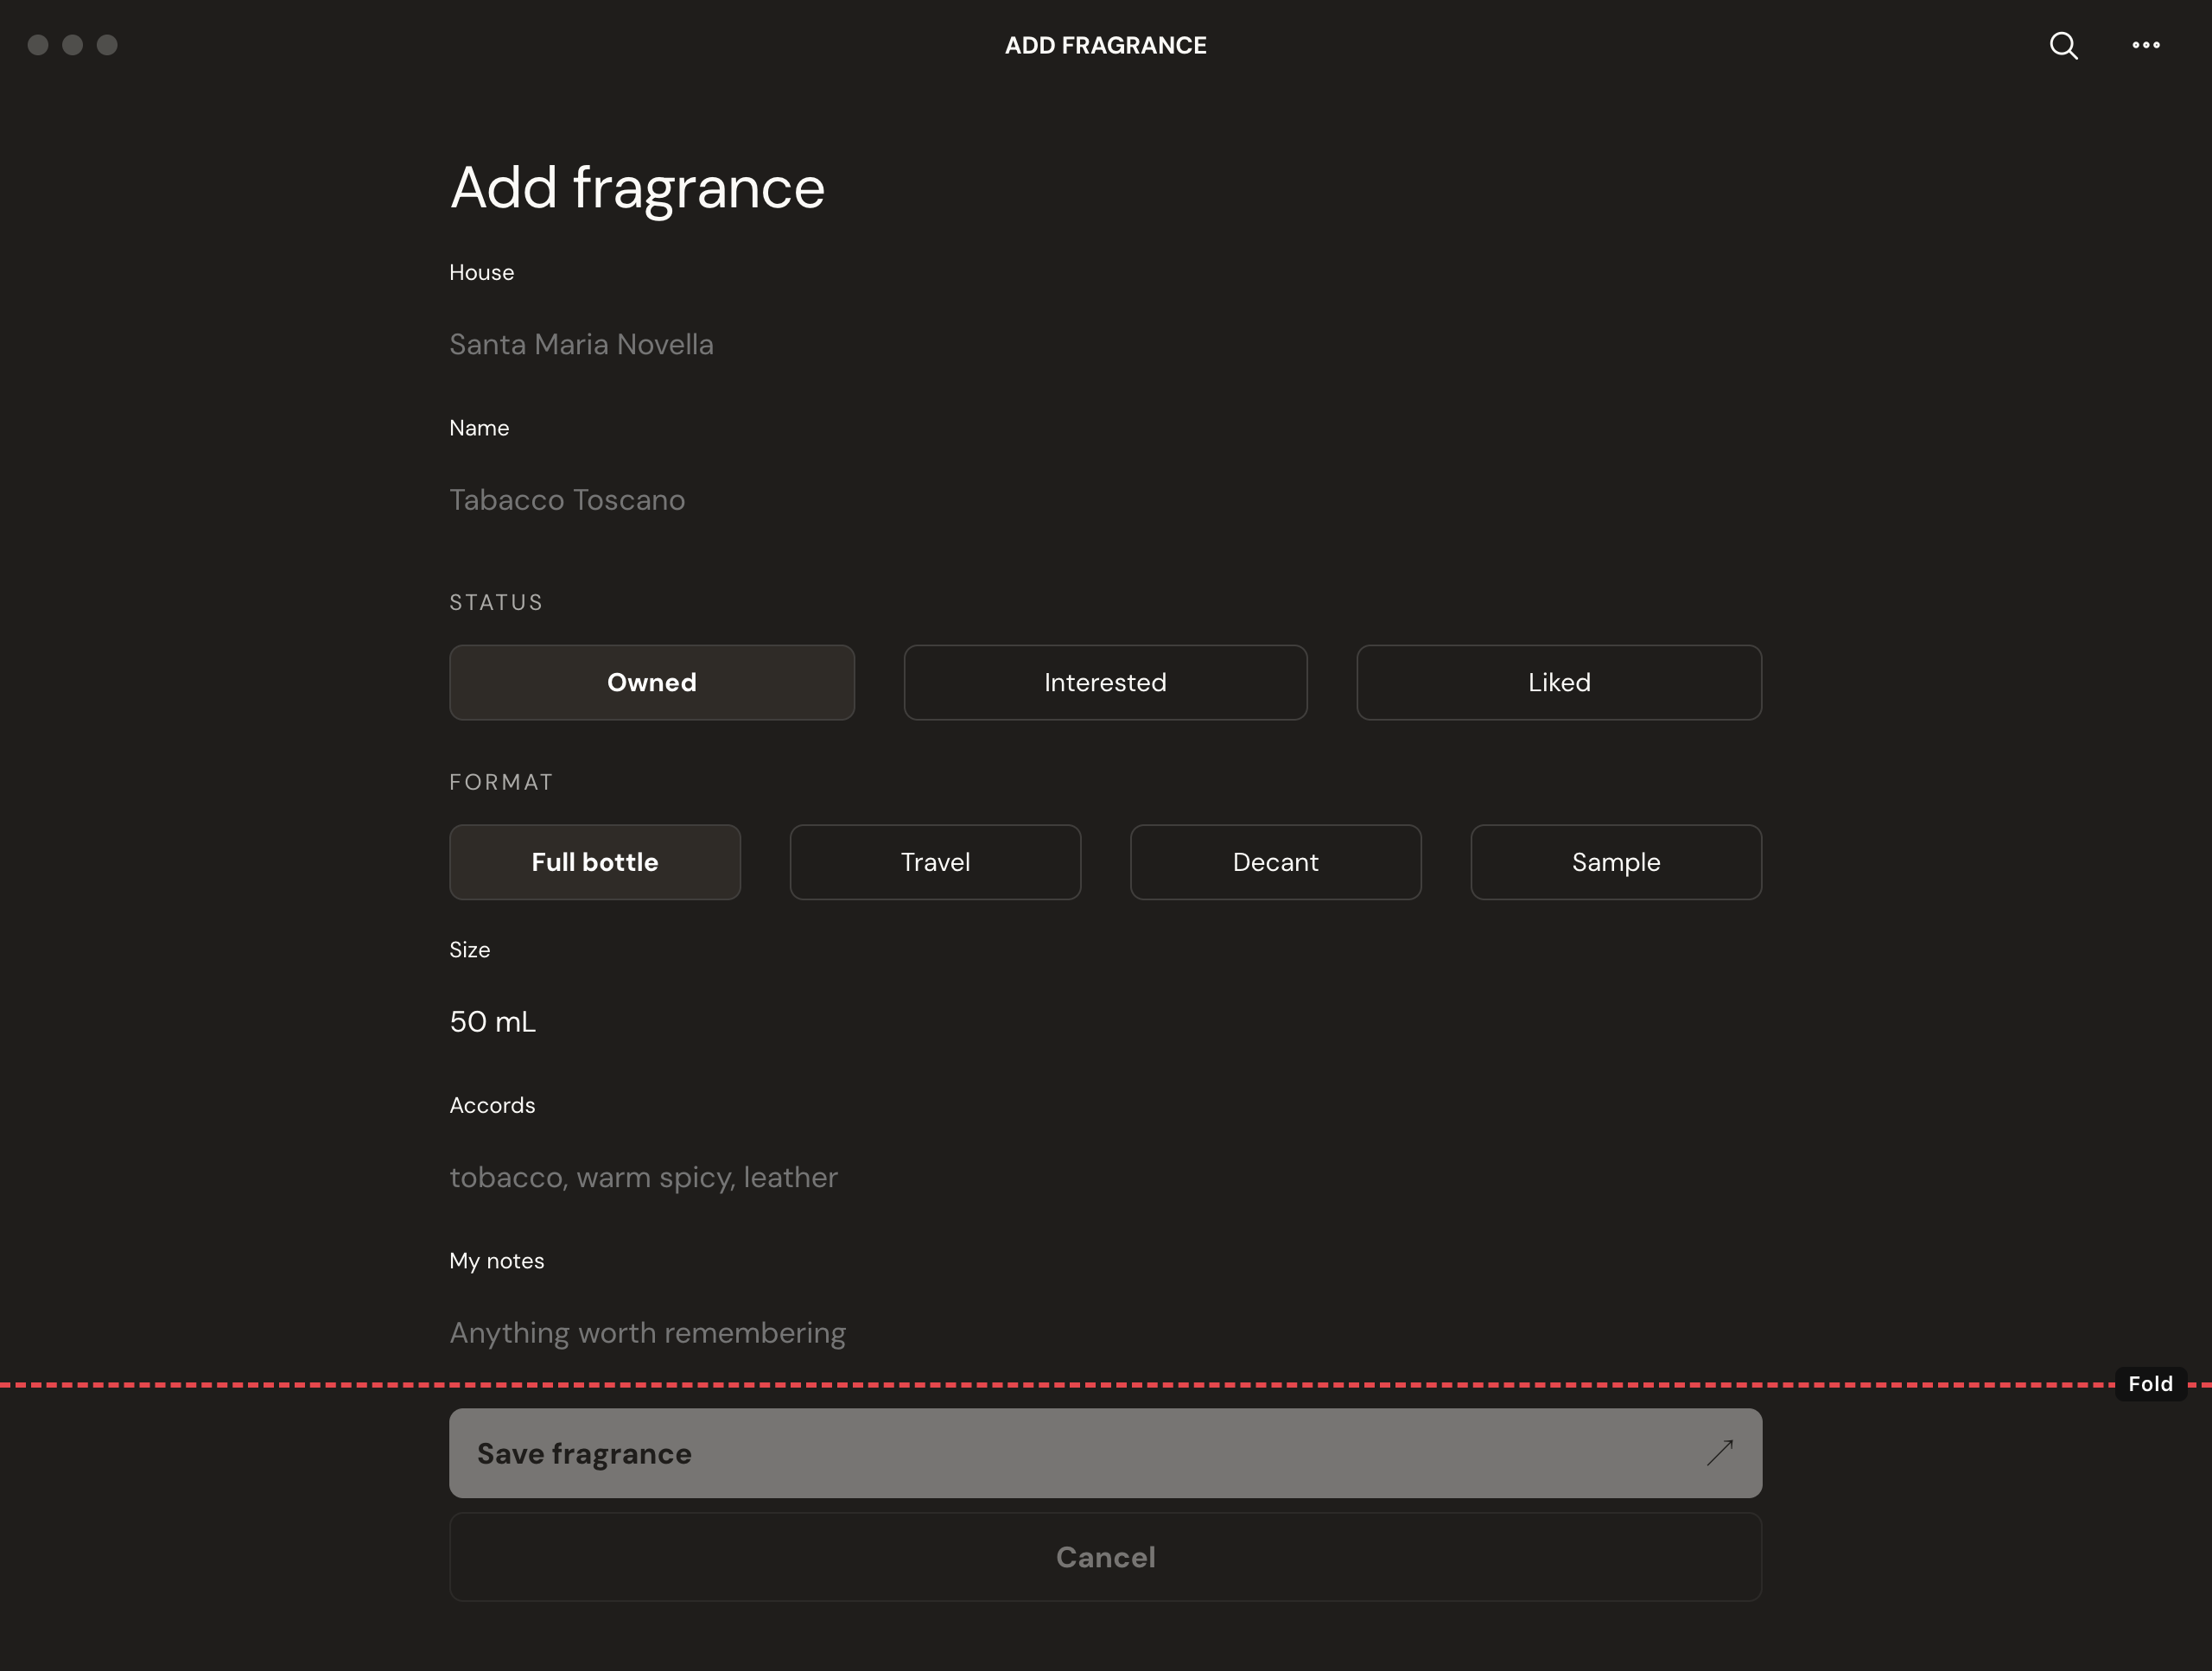 ADD FRAGRANCE
Add fragrance
House
Santa Maria Novella
Name
Tabacco Toscano
STATUS
Owned Interested Liked
FORMAT
Full bottle Travel Decant Sample
Size
50 mL
Accords
tobacco, warm spicy, leather
My notes
Anything worth remembering
Fold
Save fragrance
Cancel